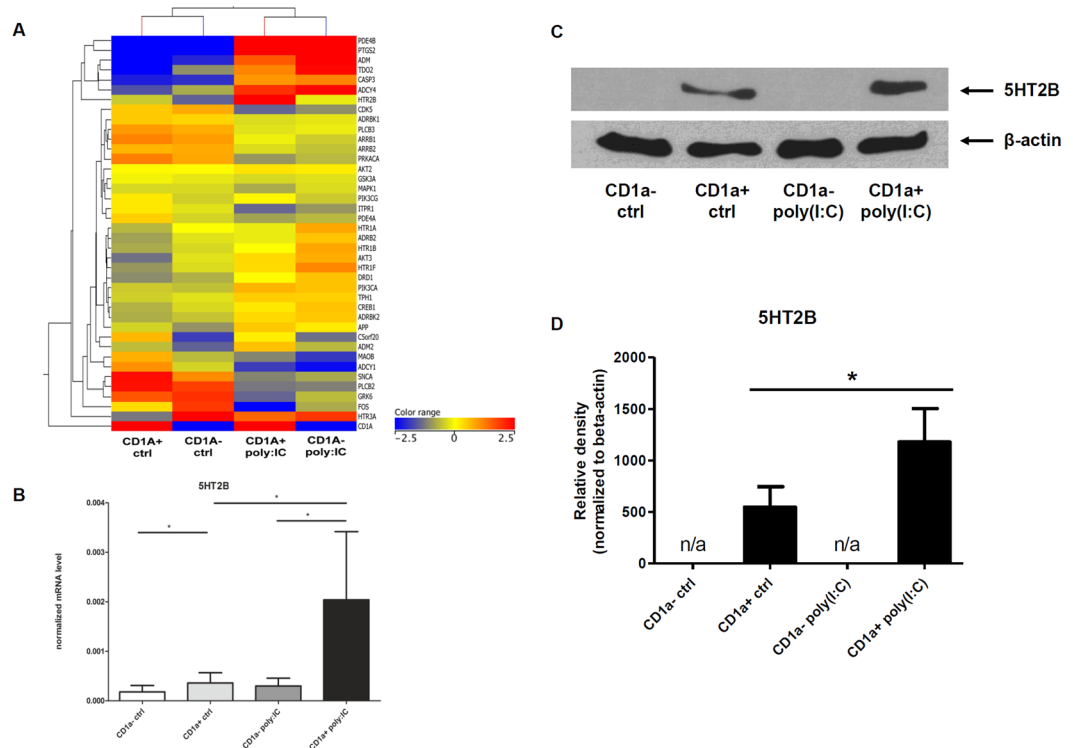 A
PDE4B
PTGS2
ADM
TDO2
CASP3
ADCY4
HTR2B
CDK5
ADRBK1
PLCB3
ARRB1
ARRB2
PRKACA
AKT2
GSK3A
MAPK1
PIK3CG
ITPR1
PDE4A
HTR1A
ADRB2
HTR1B
AKT3
HTR1F
DRD1
PIK3CA
TPH1
CREB1
ADRBK2
APP
C5orf20
ADM2
MAOB
ADCY1
SNCA
PLCB2
GRK6
FOS
HTR3A
CD1A
CD1A+ ctrl
CD1A- ctrl
CD1A+ poly:IC
CD1A- poly:IC
Color range
−2.5 0 2.5
B
5HT2B
normalized mRNA level
0.004
0.003
0.002
0.001
0.000
* * *
CD1a- ctrl
CD1a+ ctrl
CD1a- poly:IC
CD1a+ poly:IC
C
5HT2B
β-actin
CD1a- ctrl
CD1a+ ctrl
CD1a- poly(I:C)
CD1a+ poly(I:C)
D
5HT2B
Relative density
(normalized to beta-actin)
2000
1500
1000
500
0
*
n/a
n/a
CD1a- ctrl
CD1a+ ctrl
CD1a- poly(I:C)
CD1a+ poly(I:C)